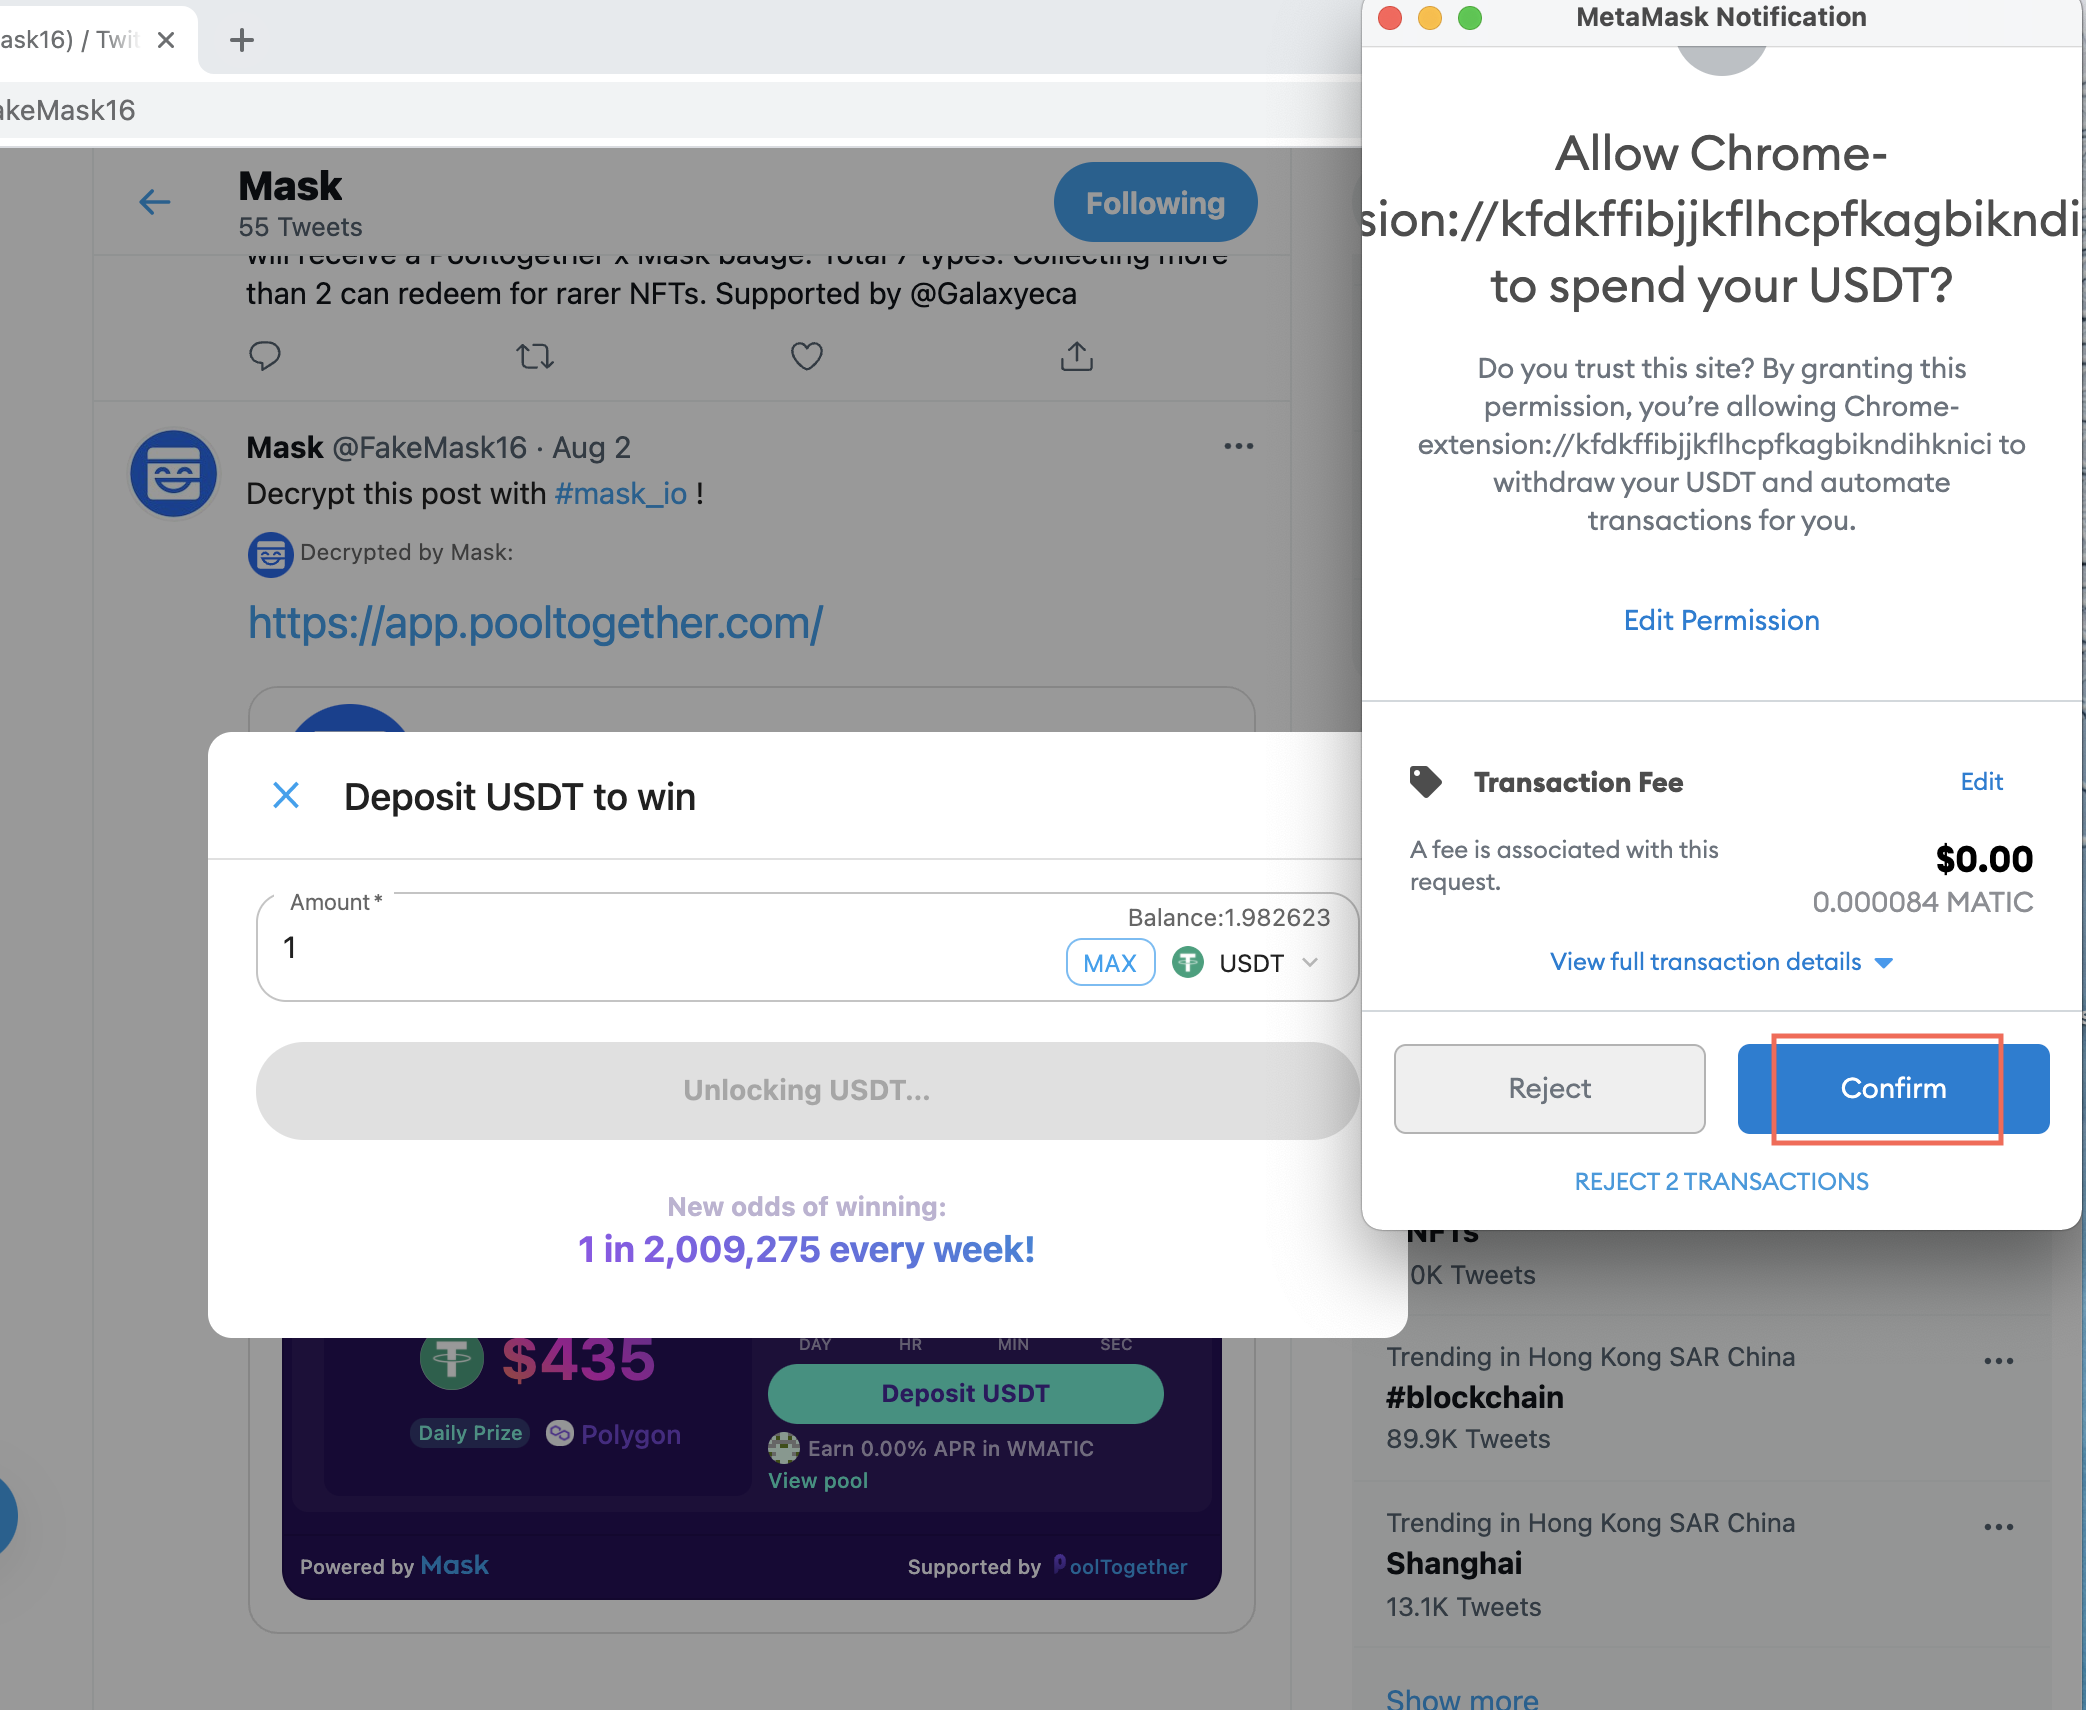 ask16) / Twit
akeMask16
Mask
55 Tweets
Following
will receive a Pooltogether x Mask badge. Total 7 types. Collecting more
than 2 can redeem for rarer NFTs. Supported by @Galaxyeca
Mask @FakeMask16 · Aug 2
Decrypt this post with #mask_io !
Decrypted by Mask:
https://app.pooltogether.com/
Deposit USDT to win
Amount *
1
Balance:1.982623
MAX
USDT
Unlocking USDT...
New odds of winning:
1 in 2,009,275 every week!
$435
Daily Prize
Polygon
DAY HR MIN SEC
Deposit USDT
Earn 0.00% APR in WMATIC
View pool
Powered by Mask
Supported by PoolTogether
MetaMask Notification
Allow Chrome-
sion://kfdkffibjjkflhcpfkagbikndi
to spend your USDT?
Do you trust this site? By granting this
permission, you’re allowing Chrome-
extension://kfdkffibjjkflhcpfkagbikndihknici to
withdraw your USDT and automate
transactions for you.
Edit Permission
Transaction Fee
Edit
A fee is associated with this
request.
$0.00
0.000084 MATIC
View full transaction details
Reject
Confirm
REJECT 2 TRANSACTIONS
NFTs
0K Tweets
Trending in Hong Kong SAR China
#blockchain
89.9K Tweets
Trending in Hong Kong SAR China
Shanghai
13.1K Tweets
Show more